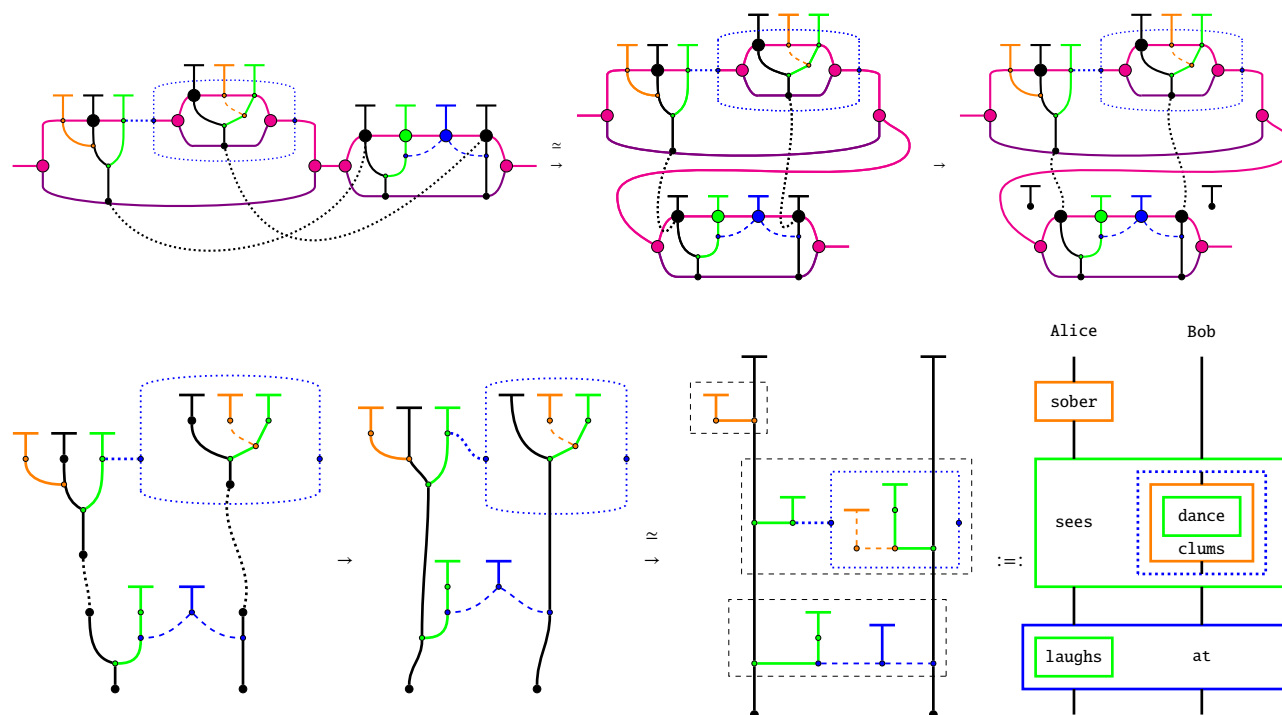 ≃
→
→
Alice Bob
sober
sees
dance
clums
→
≃
→
:=:
laughs at